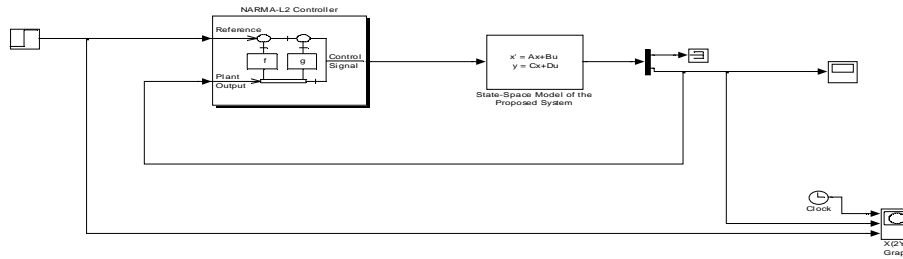 NARMA-L2 Controller
Reference
f
g
Control
Signal
Plant
Output
x' = Ax+Bu
y = Cx+Du
State-Space Model of the
Proposed System
Clock
X(2Y
Grap